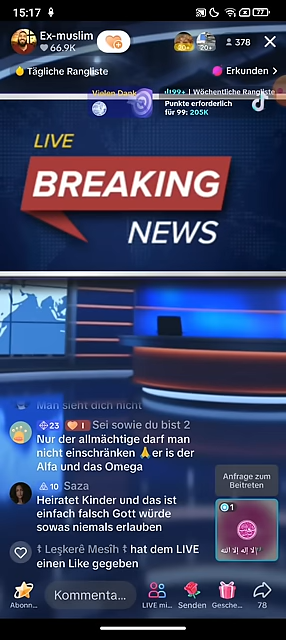 15:17
77
Ex-muslim
66.9K
20+
378
Tägliche Rangliste
Erkunden >
Vielen Dank
99+ | Wöchentliche Rangliste
Punkte erforderlich
für 99: 205K
LIVE
BREAKING
NEWS
Man sieht dich nicht
23 I Sei sowie du bist 2
Nur der allmächtige darf man
nicht einschränken 🙏er is der
Alfa und das Omega
10 Saza
Heiratet Kinder und das ist
einfach falsch Gott würde
sowas niemals erlauben
♱ Leşkerê Mesîh ♱ hat dem LIVE
einen Like gegeben
Anfrage zum
Beitreten
1
Kommenta...
Abonn...
LIVE mi...
Senden
Gesche...
78